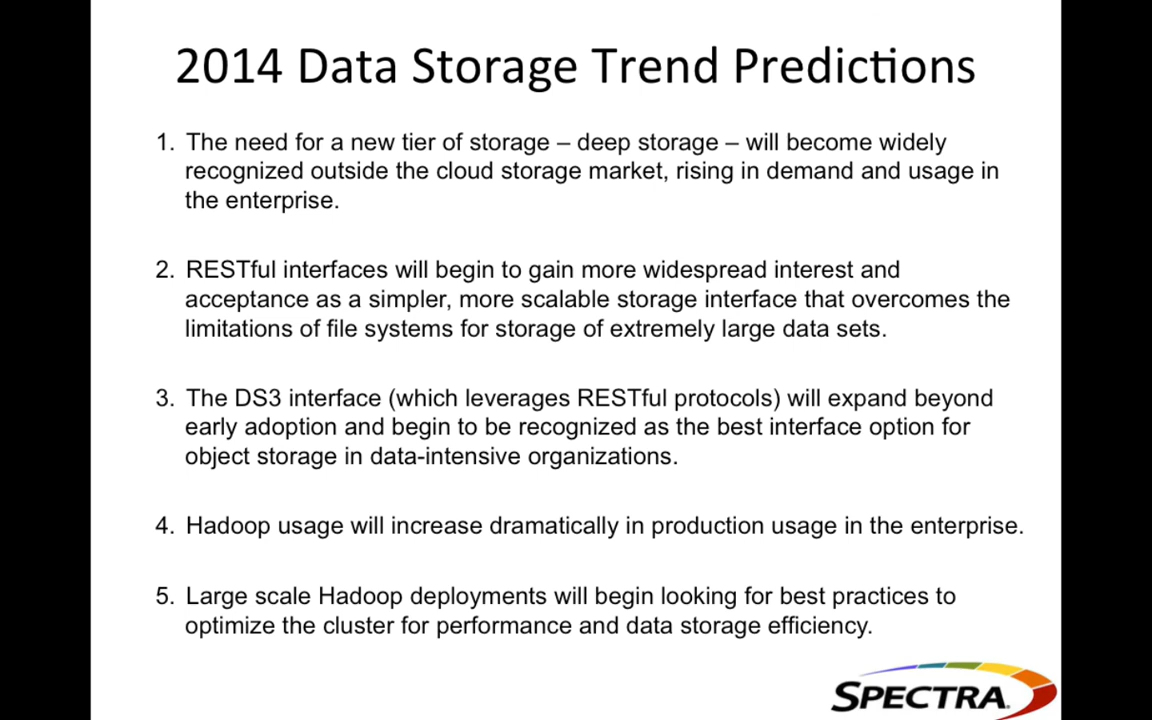 2014 Data Storage Trend Predictions
1. The need for a new tier of storage – deep storage – will become widely
recognized outside the cloud storage market, rising in demand and usage in
the enterprise.
2. RESTful interfaces will begin to gain more widespread interest and
acceptance as a simpler, more scalable storage interface that overcomes the
limitations of file systems for storage of extremely large data sets.
3. The DS3 interface (which leverages RESTful protocols) will expand beyond
early adoption and begin to be recognized as the best interface option for
object storage in data-intensive organizations.
4. Hadoop usage will increase dramatically in production usage in the enterprise.
5. Large scale Hadoop deployments will begin looking for best practices to
optimize the cluster for performance and data storage efficiency.
SPECTRA